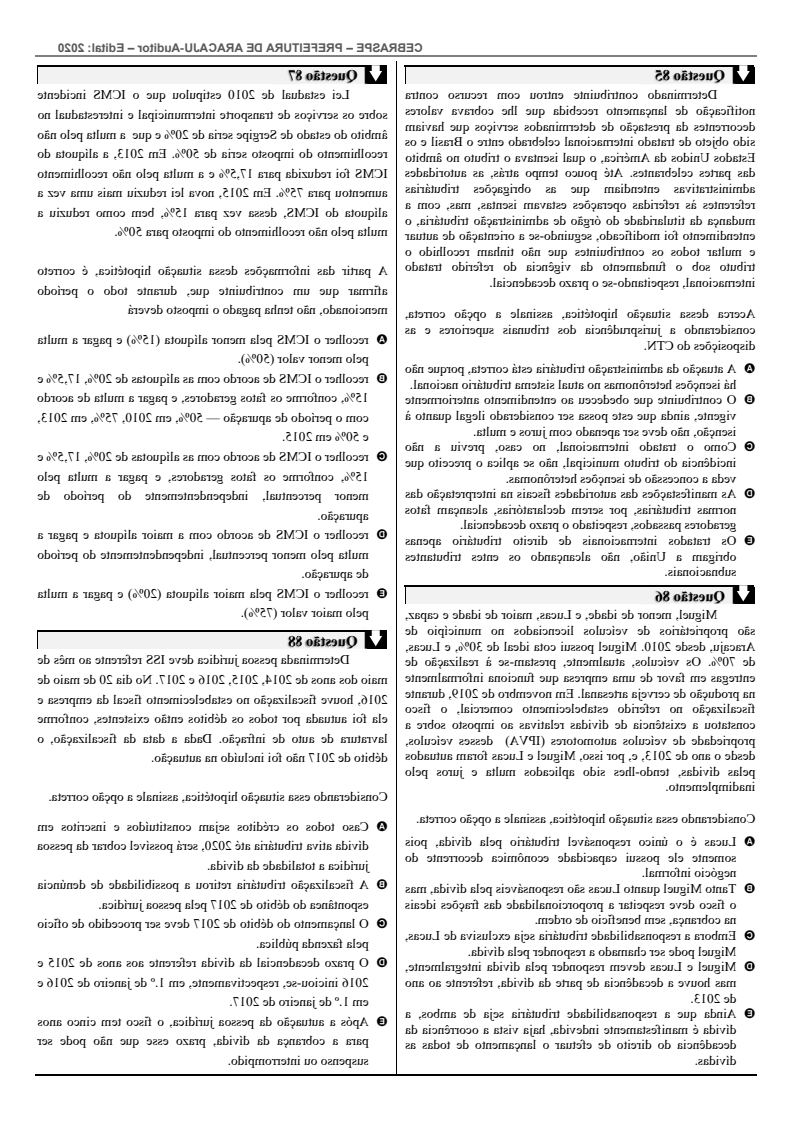 CEBRASPE – PREFEITURA DE ARACAJU-Auditor – Edital: 2020
Questão 85
Determinado contribuinte entrou com recurso contra
notificação de lançamento recebida que lhe cobrava valores
decorrentes da prestação de determinados serviços que haviam
sido objeto de tratado internacional celebrado entre o Brasil e os
Estados Unidos da América, o qual isentava o tributo no âmbito
das partes celebrantes. Até pouco tempo atrás, as autoridades
administrativas entendiam que as obrigações tributárias
referentes às referidas operações estavam isentas, mas, com a
mudança da titularidade do órgão de administração tributária, o
entendimento foi modificado, seguindo-se a orientação de autuar
e multar todos os contribuintes que não tinham recolhido o
tributo sob o fundamento da vigência do referido tratado
internacional, respeitando-se o prazo decadencial.
Acerca dessa situação hipotética, assinale a opção correta,
considerando a jurisprudência dos tribunais superiores e as
disposições do CTN.
A A atuação da administração tributária está correta, porque não
há isenções heterônomas no atual sistema tributário nacional.
B O contribuinte que obedeceu ao entendimento anteriormente
vigente, ainda que este possa ser considerado ilegal quanto à
isenção, não deve ser apenado com juros e multa.
C Como o tratado internacional, no caso, previu a não
incidência do tributo municipal, não se aplica o preceito que
veda a concessão de isenções heterônomas.
D As manifestações das autoridades fiscais na interpretação das
normas tributárias, por serem declaratórias, alcançam fatos
geradores passados, respeitado o prazo decadencial.
E Os tratados internacionais de direito tributário apenas
obrigam a União, não alcançando os entes tributantes
subnacionais.
Questão 86
Miguel, menor de idade, e Lucas, maior de idade e capaz,
são proprietários de veículos licenciados no município de
Aracaju, desde 2010. Miguel possui cota ideal de 30%, e Lucas,
de 70%. Os veículos, atualmente, prestam-se à realização de
entregas em favor de uma empresa que funciona informalmente
na produção de cerveja artesanal. Em novembro de 2019, durante
fiscalização no referido estabelecimento comercial, o fisco
constatou a existência de dívidas relativas ao imposto sobre a
propriedade de veículos automotores (IPVA) desses veículos,
desde o ano de 2013, e, por isso, Miguel e Lucas foram autuados
pelas dívidas, tendo-lhes sido aplicados multa e juros pelo
inadimplemento.
Considerando essa situação hipotética, assinale a opção correta.
A Lucas é o único responsável tributário pela dívida, pois
somente ele possui capacidade econômica decorrente do
negócio informal.
B Tanto Miguel quanto Lucas são responsáveis pela dívida, mas
o fisco deve respeitar a proporcionalidade das frações ideais
na cobrança, sem benefício de ordem.
C Embora a responsabilidade tributária seja exclusiva de Lucas,
Miguel pode ser chamado a responder pela dívida.
D Miguel e Lucas devem responder pela dívida integralmente,
mas houve a decadência de parte da dívida, referente ao ano
de 2013.
E Ainda que a responsabilidade tributária seja de ambos, a
dívida é manifestamente indevida, haja vista a ocorrência da
decadência do direito de efetuar o lançamento de todas as
dívidas.
Questão 87
Lei estadual de 2010 estipulou que o ICMS incidente
sobre os serviços de transporte intermunicipal e interestadual no
âmbito do estado de Sergipe seria de 20% e que a multa pelo não
recolhimento do imposto seria de 50%. Em 2013, a alíquota do
ICMS foi reduzida para 17,5% e a multa pelo não recolhimento
aumentou para 75%. Em 2015, nova lei reduziu mais uma vez a
alíquota do ICMS, dessa vez para 15%, bem como reduziu a
multa pelo não recolhimento do imposto para 50%.
A partir das informações dessa situação hipotética, é correto
afirmar que um contribuinte que, durante todo o período
mencionado, não tenha pagado o imposto deverá
A recolher o ICMS pela menor alíquota (15%) e pagar a multa
pelo menor valor (50%).
B recolher o ICMS de acordo com as alíquotas de 20%, 17,5% e
15%, conforme os fatos geradores, e pagar a multa de acordo
com o período de apuração — 50%, em 2010, 75%, em 2013,
e 50% em 2015.
C recolher o ICMS de acordo com as alíquotas de 20%, 17,5% e
15%, conforme os fatos geradores, e pagar a multa pelo
menor percentual, independentemente do período de
apuração.
D recolher o ICMS de acordo com a maior alíquota e pagar a
multa pelo menor percentual, independentemente do período
de apuração.
E recolher o ICMS pela maior alíquota (20%) e pagar a multa
pelo maior valor (75%).
Questão 88
Determinada pessoa jurídica deve ISS referente ao mês de
maio dos anos de 2014, 2015, 2016 e 2017. No dia 20 de maio de
2016, houve fiscalização no estabelecimento fiscal da empresa e
ela foi autuada por todos os débitos então existentes, conforme
lavratura de auto de infração. Dada a data da fiscalização, o
débito de 2017 não foi incluído na autuação.
Considerando essa situação hipotética, assinale a opção correta.
A Caso todos os créditos sejam constituídos e inscritos em
dívida ativa tributária até 2020, será possível cobrar da pessoa
jurídica a totalidade da dívida.
B A fiscalização tributária retirou a possibilidade de denúncia
espontânea do débito de 2017 pela pessoa jurídica.
C O lançamento do débito de 2017 deve ser procedido de ofício
pela fazenda pública.
D O prazo decadencial da dívida referente aos anos de 2015 e
2016 iniciou-se, respectivamente, em 1.º de janeiro de 2016 e
em 1.º de janeiro de 2017.
E Após a autuação da pessoa jurídica, o fisco tem cinco anos
para a cobrança da dívida, prazo esse que não pode ser
suspenso ou interrompido.